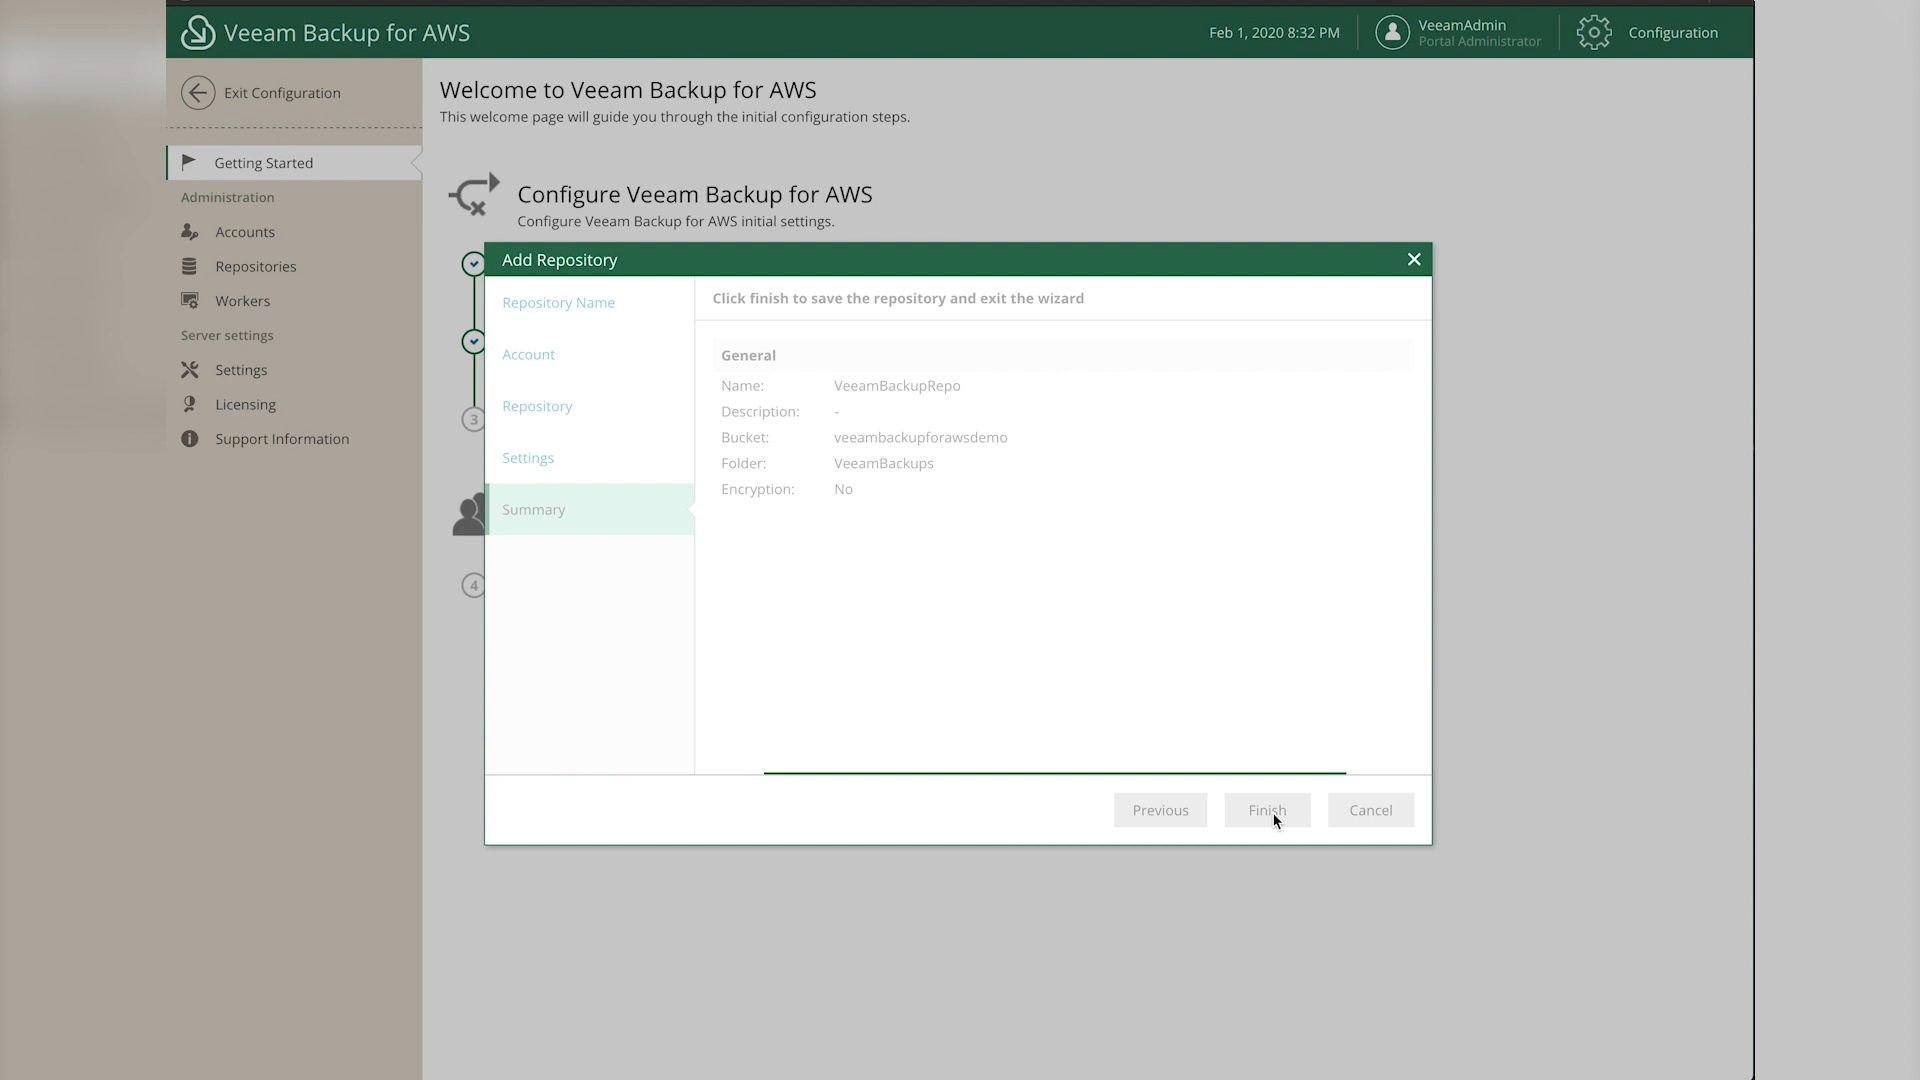 Veeam Backup for AWS
Feb 1, 2020 8:32 PM
VeeamAdmin
Portal Administrator
Configuration
Exit Configuration
Getting Started
Administration
Accounts
Repositories
Workers
Server settings
Settings
Licensing
Support Information
Welcome to Veeam Backup for AWS
This welcome page will guide you through the initial configuration steps.
Configure Veeam Backup for AWS
Configure Veeam Backup for AWS initial settings.
3
4
Add Repository
Repository Name
Account
Repository
Settings
Summary
Click finish to save the repository and exit the wizard
General
Name: VeeamBackupRepo
Description: -
Bucket: veeambackupforawsdemo
Folder: VeeamBackups
Encryption: No
Previous
Finish
Cancel